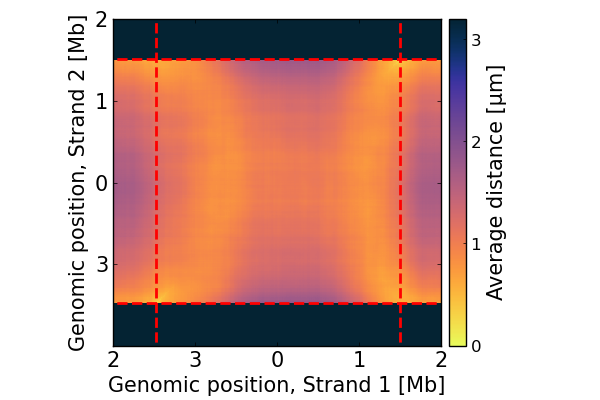 2
1
0
3
Genomic position, Strand 2 [Mb]
2 3 0 1 2
Genomic position, Strand 1 [Mb]
3
2
1
0
Average distance [µm]